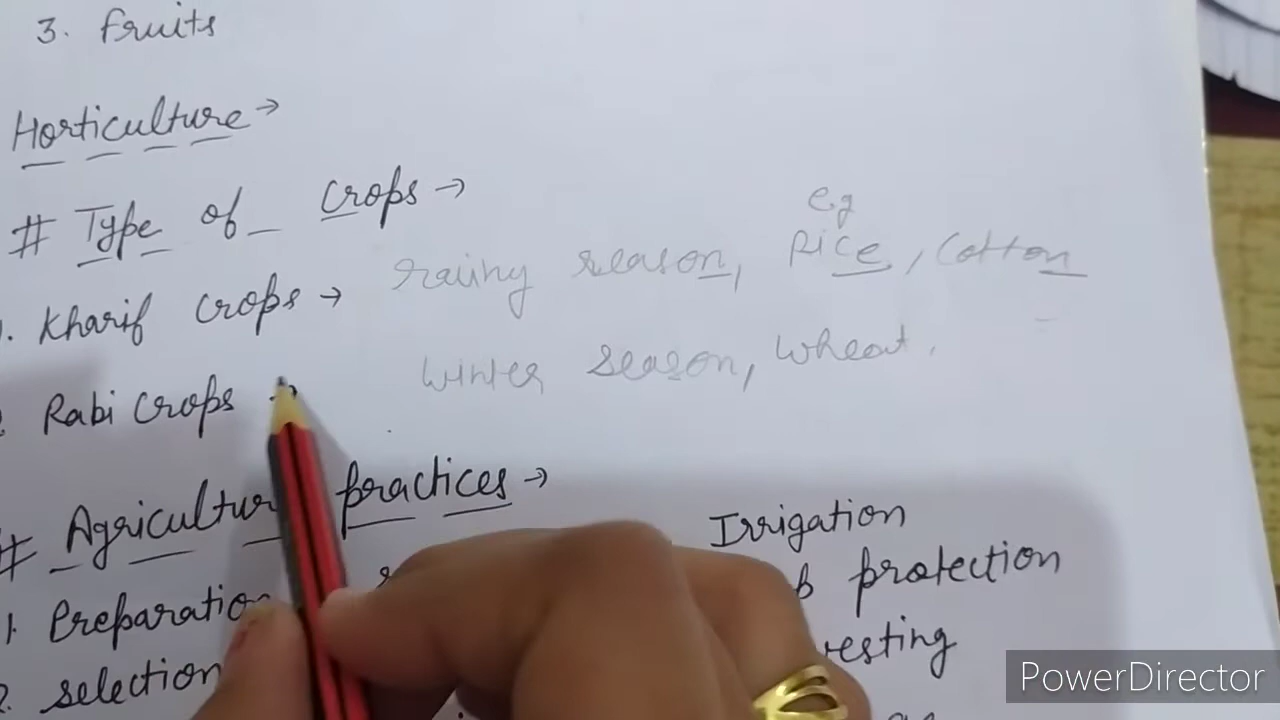 3. fruits
Horticulture →
# Type of Crops →
e.g
Kharif Crops → rainy season, Rice, Cotton
Rabi Crops → Winter season, Wheat.
# Agricultur practices →
1. Preparation
Irrigation
protection
2. selection
resting
PowerDirector